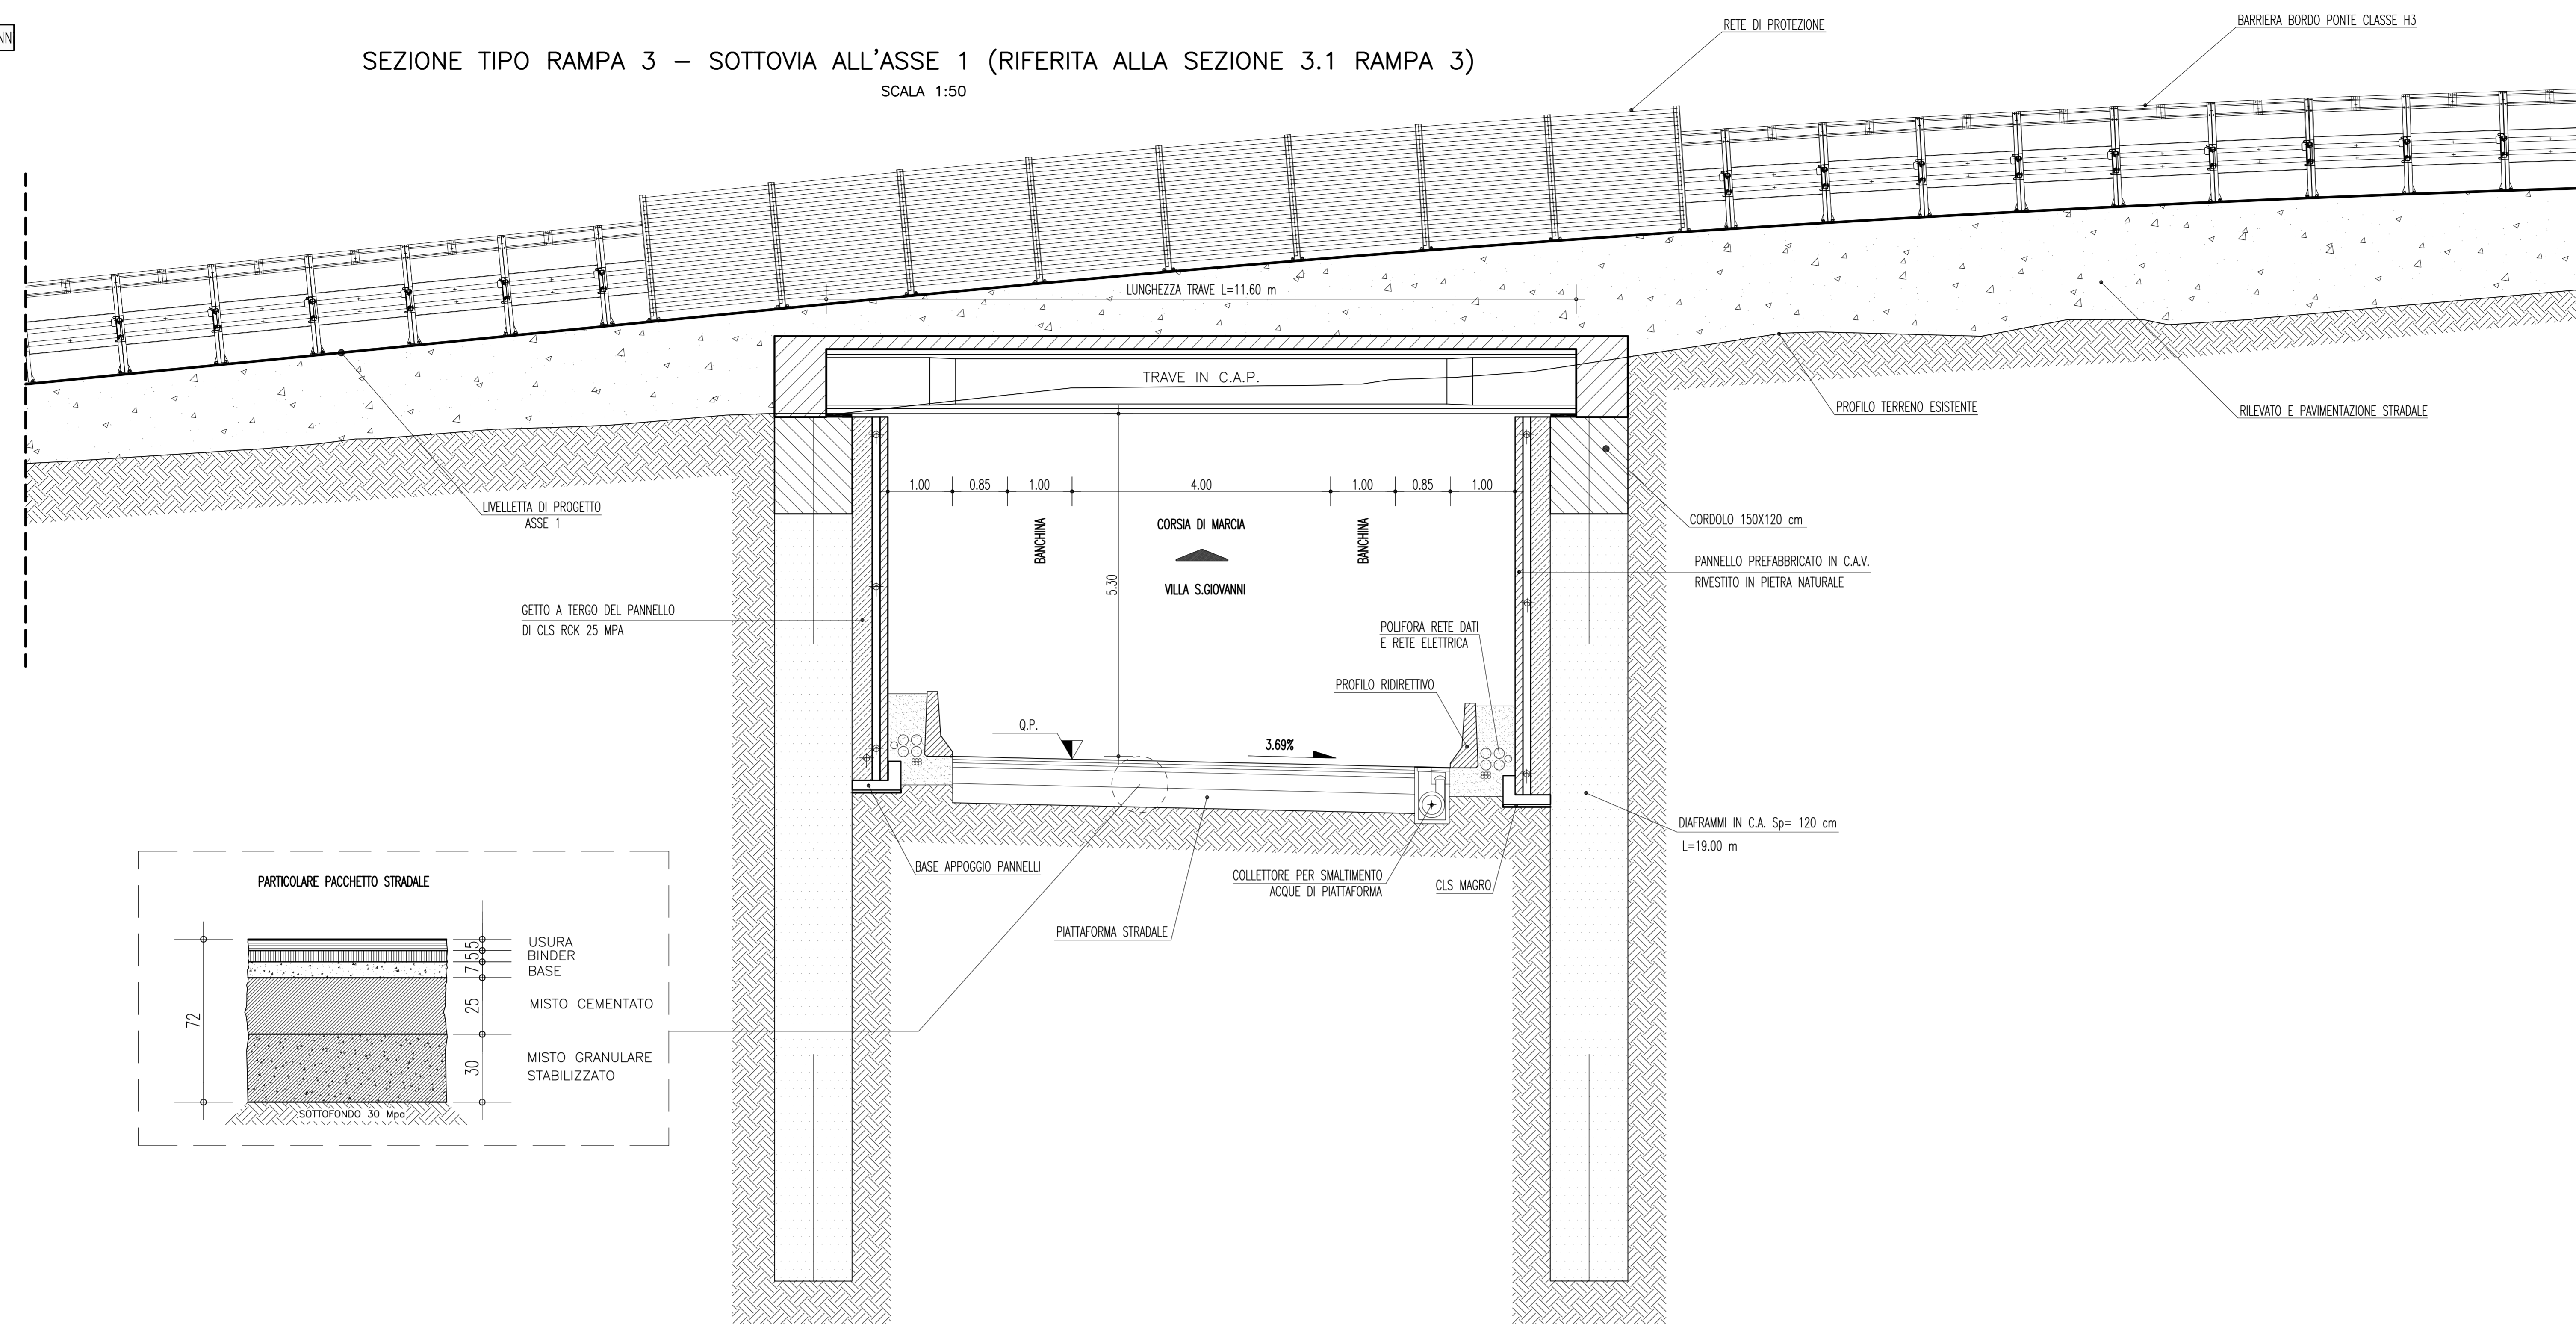 NN
SEZIONE TIPO RAMPA 3 – SOTTOVIA ALL'ASSE 1 (RIFERITA ALLA SEZIONE 3.1 RAMPA 3)
SCALA 1:50
RETE DI PROTEZIONE
BARRIERA BORDO PONTE CLASSE H3
LUNGHEZZA TRAVE L=11.60 m
TRAVE IN C.A.P.
PROFILO TERRENO ESISTENTE
RILEVATO E PAVIMENTAZIONE STRADALE
LIVELLETTA DI PROGETTO
ASSE 1
1.00
0.85
1.00
4.00
1.00
0.85
1.00
BANCHINA
CORSIA DI MARCIA
BANCHINA
VILLA S.GIOVANNI
5.30
CORDOLO 150X120 cm
PANNELLO PREFABBRICATO IN C.A.V.
RIVESTITO IN PIETRA NATURALE
GETTO A TERGO DEL PANNELLO
DI CLS RCK 25 MPA
POLIFORA RETE DATI
E RETE ELETTRICA
PROFILO RIDIRETTIVO
Q.P.
3.69%
DIAFRAMMI IN C.A. Sp= 120 cm
L=19.00 m
BASE APPOGGIO PANNELLI
COLLETTORE PER SMALTIMENTO
ACQUE DI PIATTAFORMA
CLS MAGRO
PIATTAFORMA STRADALE
PARTICOLARE PACCHETTO STRADALE
72
5
USURA
5
BINDER
7
BASE
25
MISTO CEMENTATO
30
MISTO GRANULARE
STABILIZZATO
SOTTOFONDO 30 Mpa